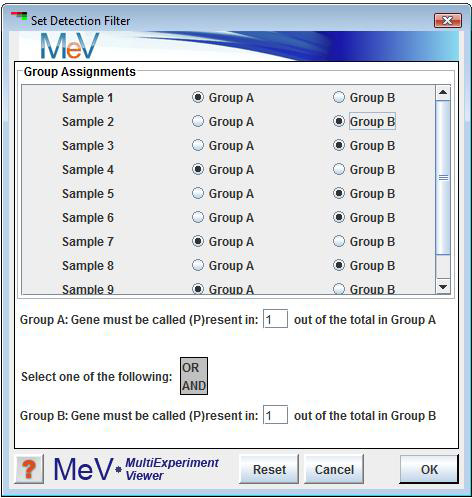 Set Detection Filter
MeV
Group Assignments
Sample 1 Group A Group B
Sample 2 Group A Group B
Sample 3 Group A Group B
Sample 4 Group A Group B
Sample 5 Group A Group B
Sample 6 Group A Group B
Sample 7 Group A Group B
Sample 8 Group A Group B
Sample 9 Group A Group B
Group A: Gene must be called (P)resent in: 1 out of the total in Group A
OR
Select one of the following:
AND
Group B: Gene must be called (P)resent in: 1 out of the total in Group B
? MeV MultiExperiment Viewer Reset Cancel OK